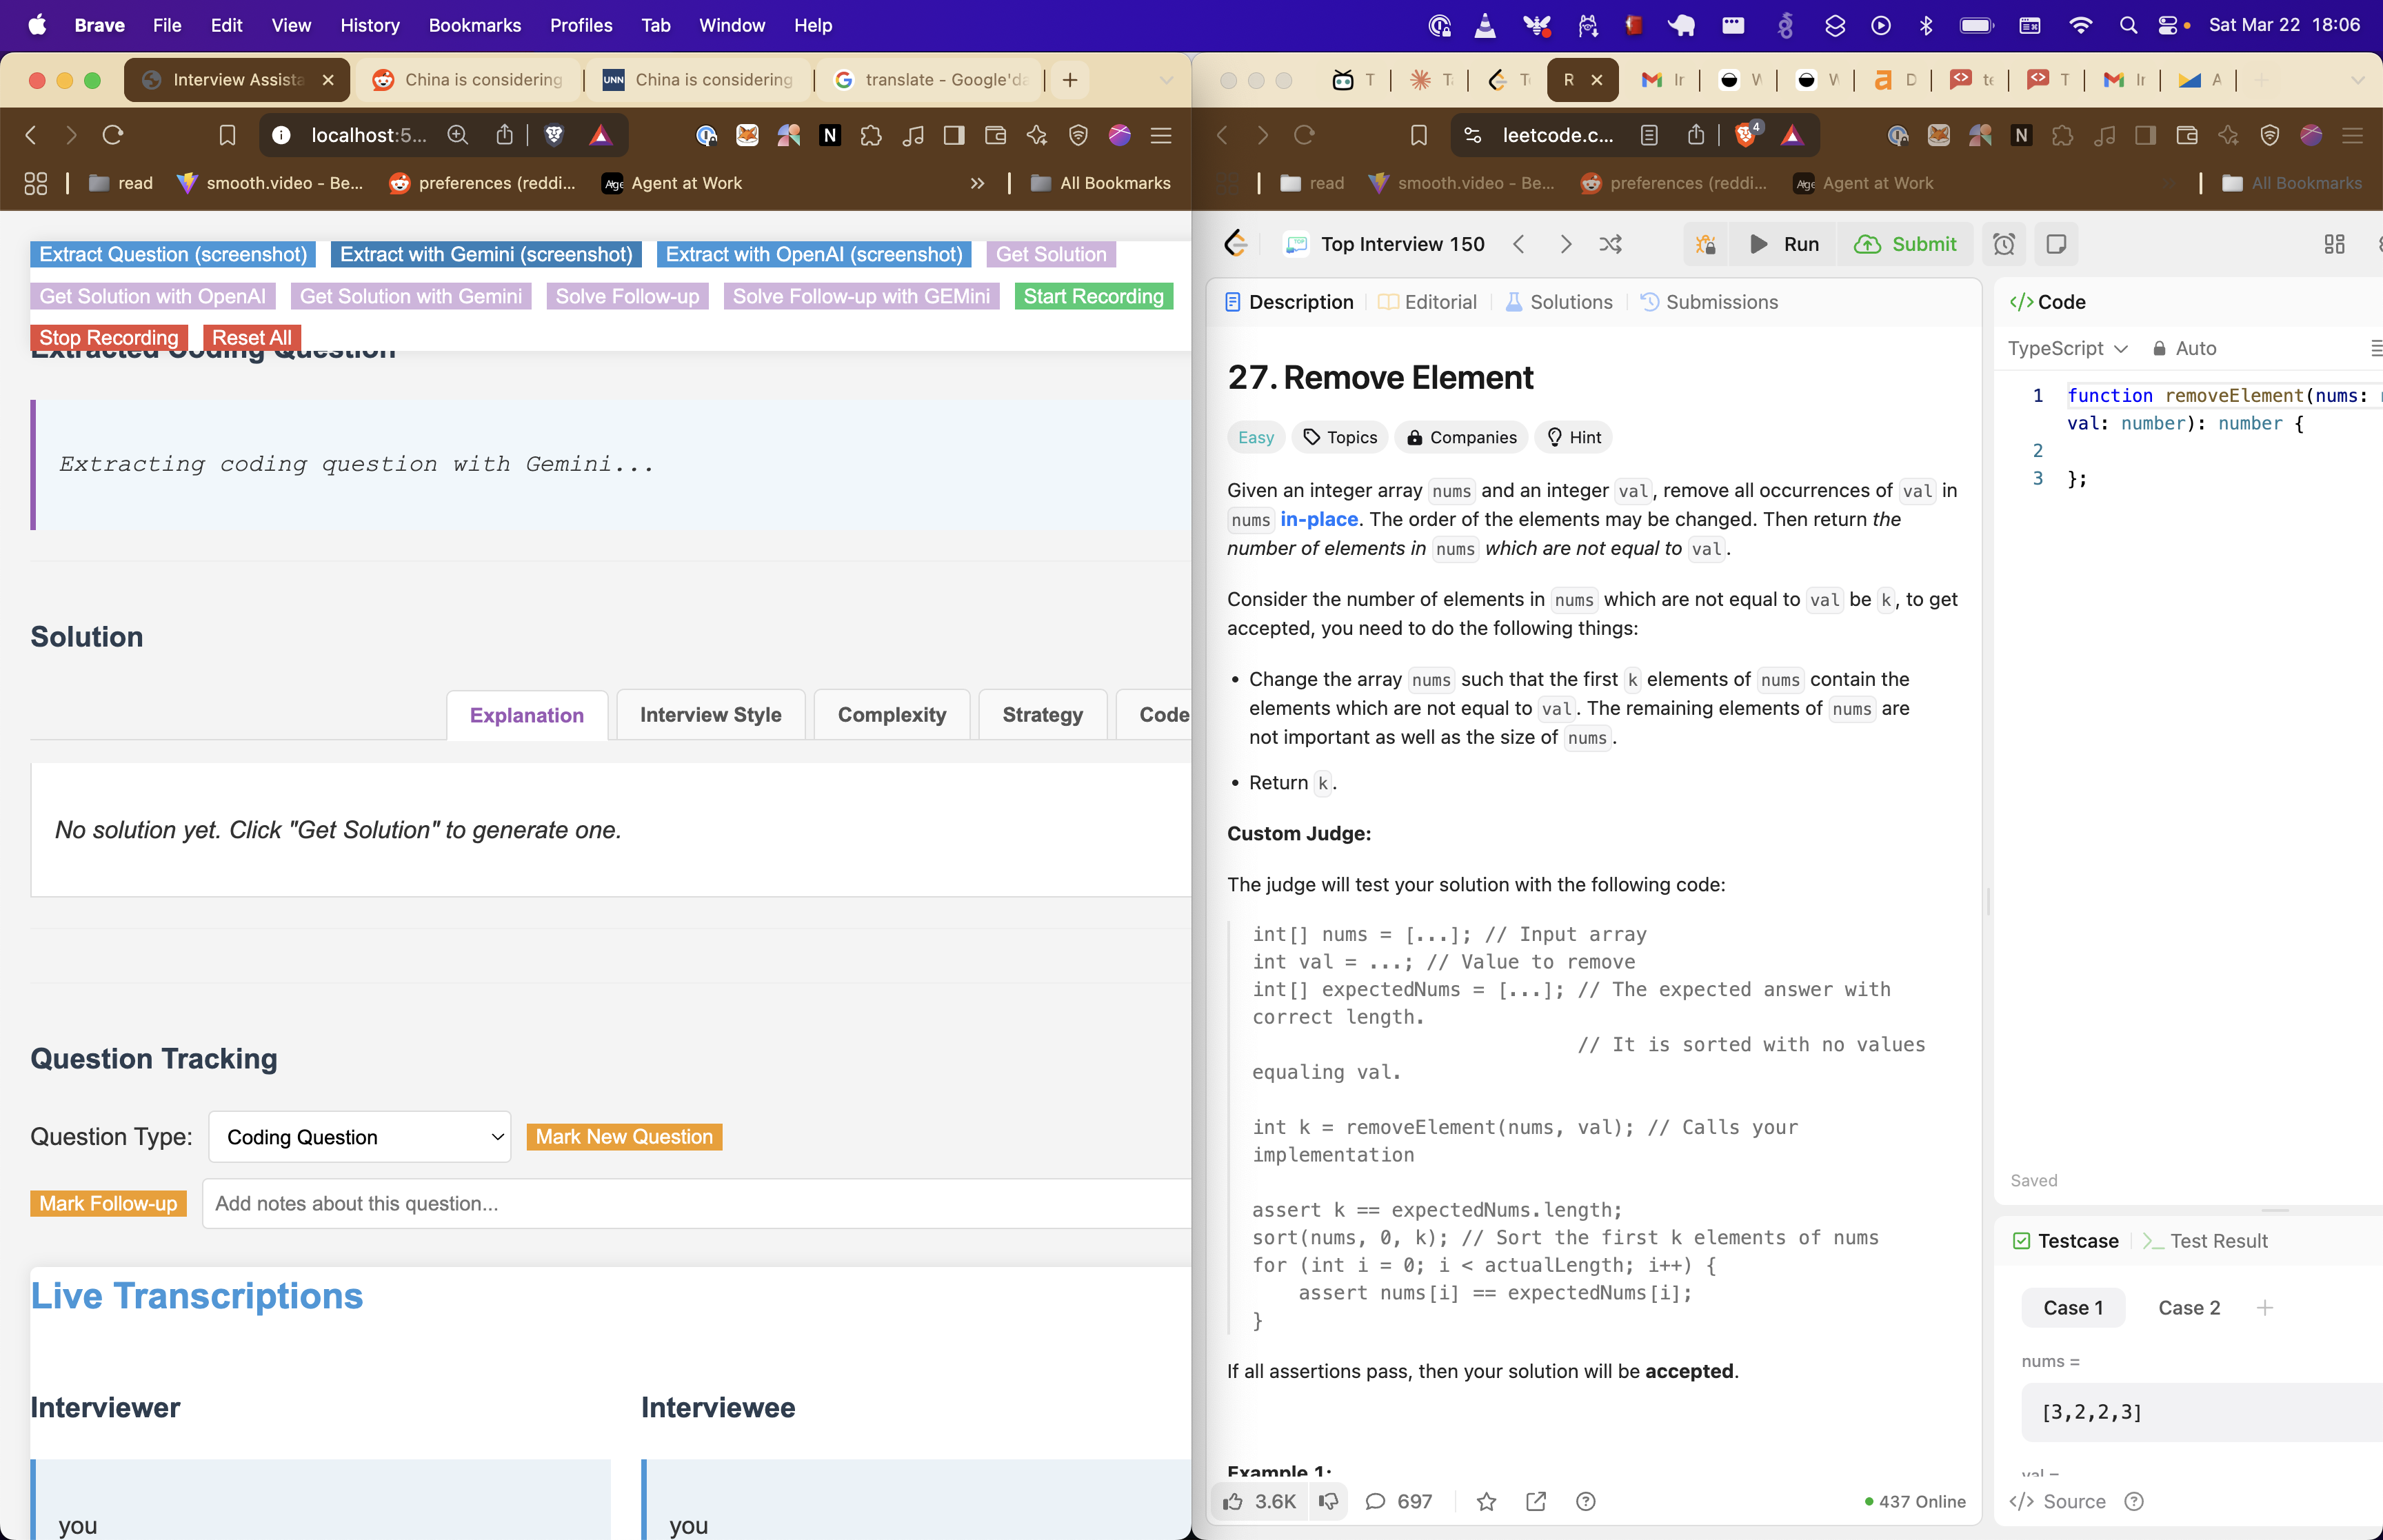 Brave File Edit View History Bookmarks Profiles Tab Window Help
Sat Mar 22 18:06
Interview Assista
China is considering
UNN China is considering
translate - Google'da
localhost:5...
read
smooth.video - Be...
preferences (reddi...
Agent at Work
All Bookmarks
Extract Question (screenshot)
Extract with Gemini (screenshot)
Extract with OpenAI (screenshot)
Get Solution
Get Solution with OpenAI
Get Solution with Gemini
Solve Follow-up
Solve Follow-up with GEMini
Start Recording
Stop Recording
Reset All
Extracted Coding Question
Extracting coding question with Gemini...
Solution
Explanation
Interview Style
Complexity
Strategy
Code
No solution yet. Click "Get Solution" to generate one.
Question Tracking
Question Type:
Coding Question
Mark New Question
Mark Follow-up
Add notes about this question...
Live Transcriptions
Interviewer
Interviewee
you
you
R
leetcode.c...
4
read
smooth.video - Be...
preferences (reddi...
Agent at Work
All Bookmarks
Top Interview 150
Run
Submit
Description
Editorial
Solutions
Submissions
27. Remove Element
Easy
Topics
Companies
Hint
Given an integer array nums and an integer val, remove all occurrences of val in
nums in-place. The order of the elements may be changed. Then return the
number of elements in nums which are not equal to val.
Consider the number of elements in nums which are not equal to val be k, to get
accepted, you need to do the following things:
• Change the array nums such that the first k elements of nums contain the
elements which are not equal to val. The remaining elements of nums are
not important as well as the size of nums.
• Return k.
Custom Judge:
The judge will test your solution with the following code:
int[] nums = [...]; // Input array
int val = ...; // Value to remove
int[] expectedNums = [...]; // The expected answer with
correct length.
// It is sorted with no values
equaling val.
int k = removeElement(nums, val); // Calls your
implementation
assert k == expectedNums.length;
sort(nums, 0, k); // Sort the first k elements of nums
for (int i = 0; i < actualLength; i++) {
assert nums[i] == expectedNums[i];
}
If all assertions pass, then your solution will be accepted.
Example 1:
3.6K
697
437 Online
</> Code
TypeScript
Auto
1 function removeElement(nums:
val: number): number {
2
3 };
Saved
Testcase
Test Result
Case 1
Case 2
nums =
[3,2,2,3]
val =
</> Source